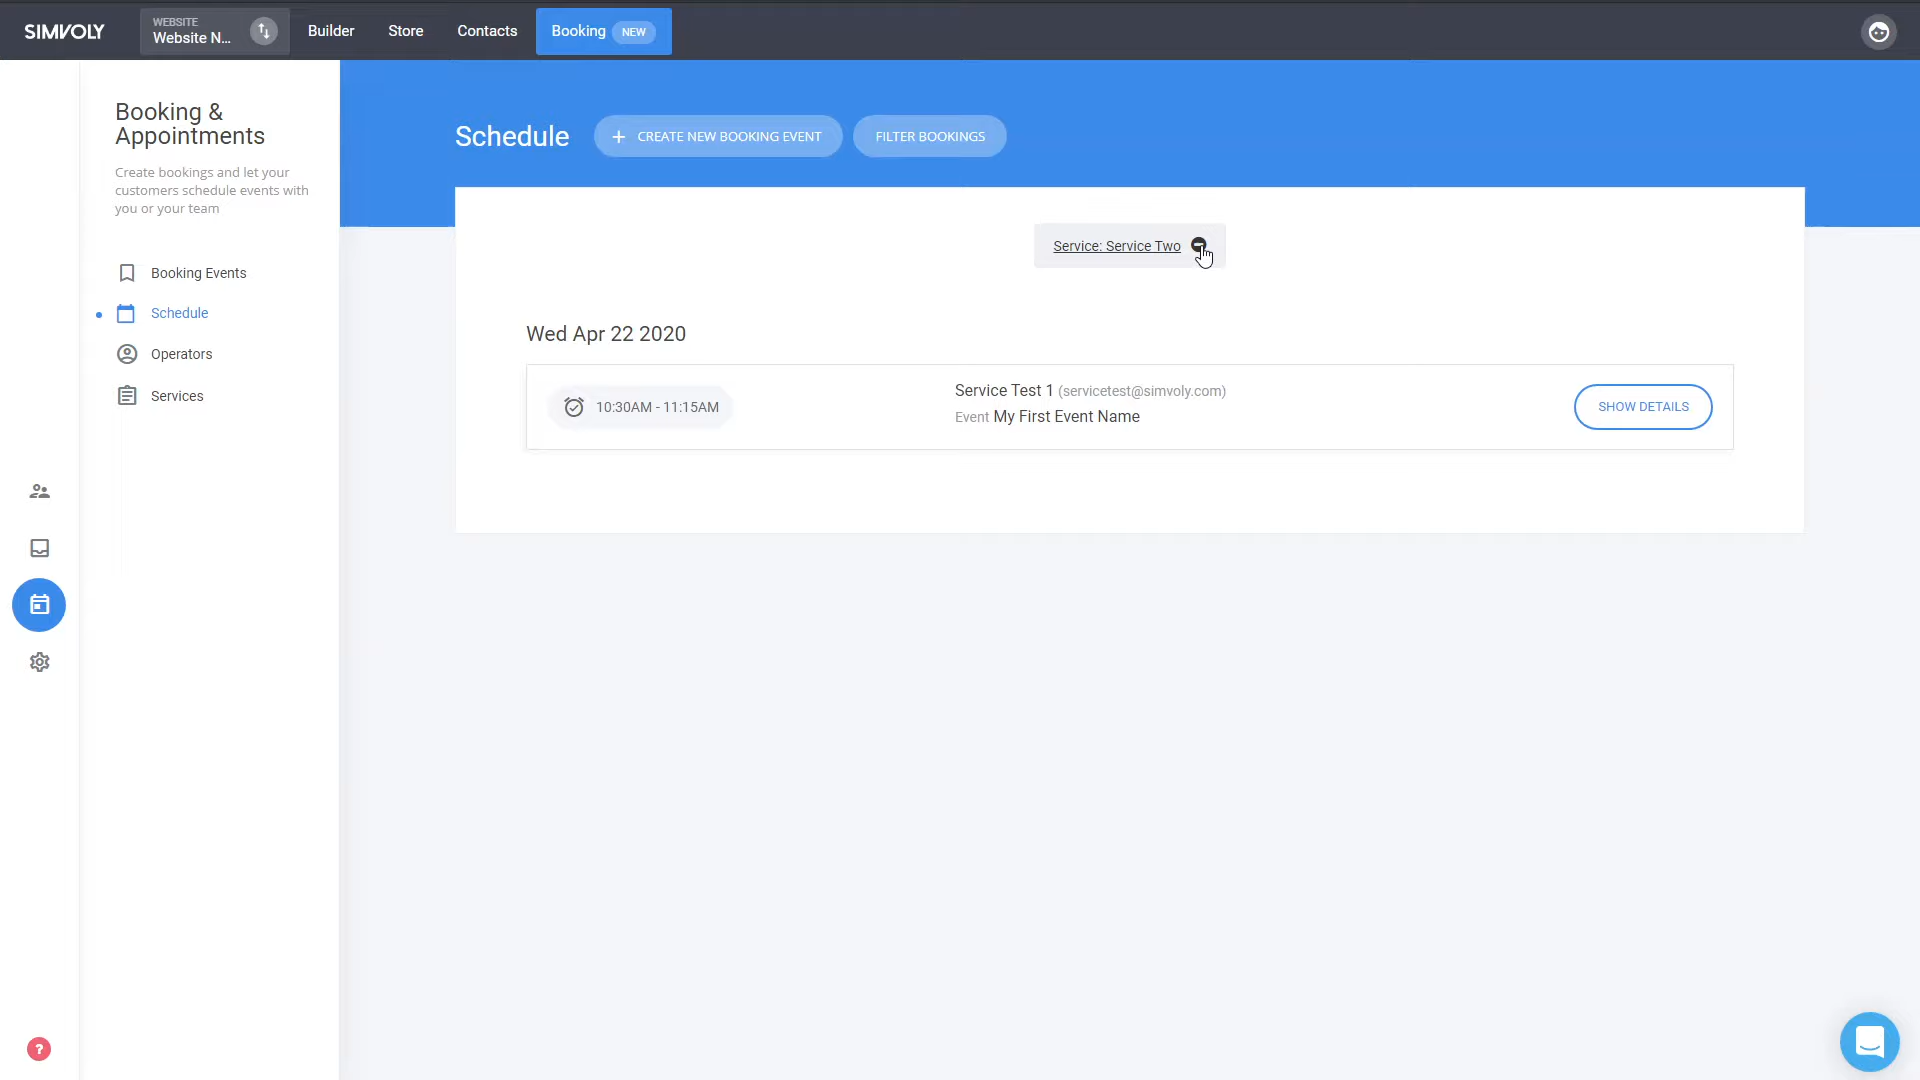 SIMVOLY
WEBSITE
Website N...
Builder
Store
Contacts
Booking NEW
Booking &
Appointments
Create bookings and let your
customers schedule events with
you or your team
Booking Events
Schedule
Operators
Services
?
Schedule
+ CREATE NEW BOOKING EVENT
FILTER BOOKINGS
Service: Service Two
Wed Apr 22 2020
10:30AM - 11:15AM
Service Test 1 (servicetest@simvoly.com)
Event My First Event Name
SHOW DETAILS